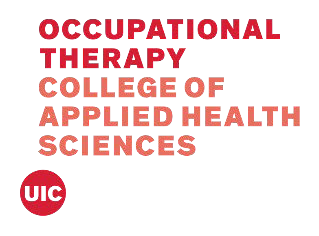 OCCUPATIONAL
THERAPY
COLLEGE OF
APPLIED HEALTH
SCIENCES
UIC